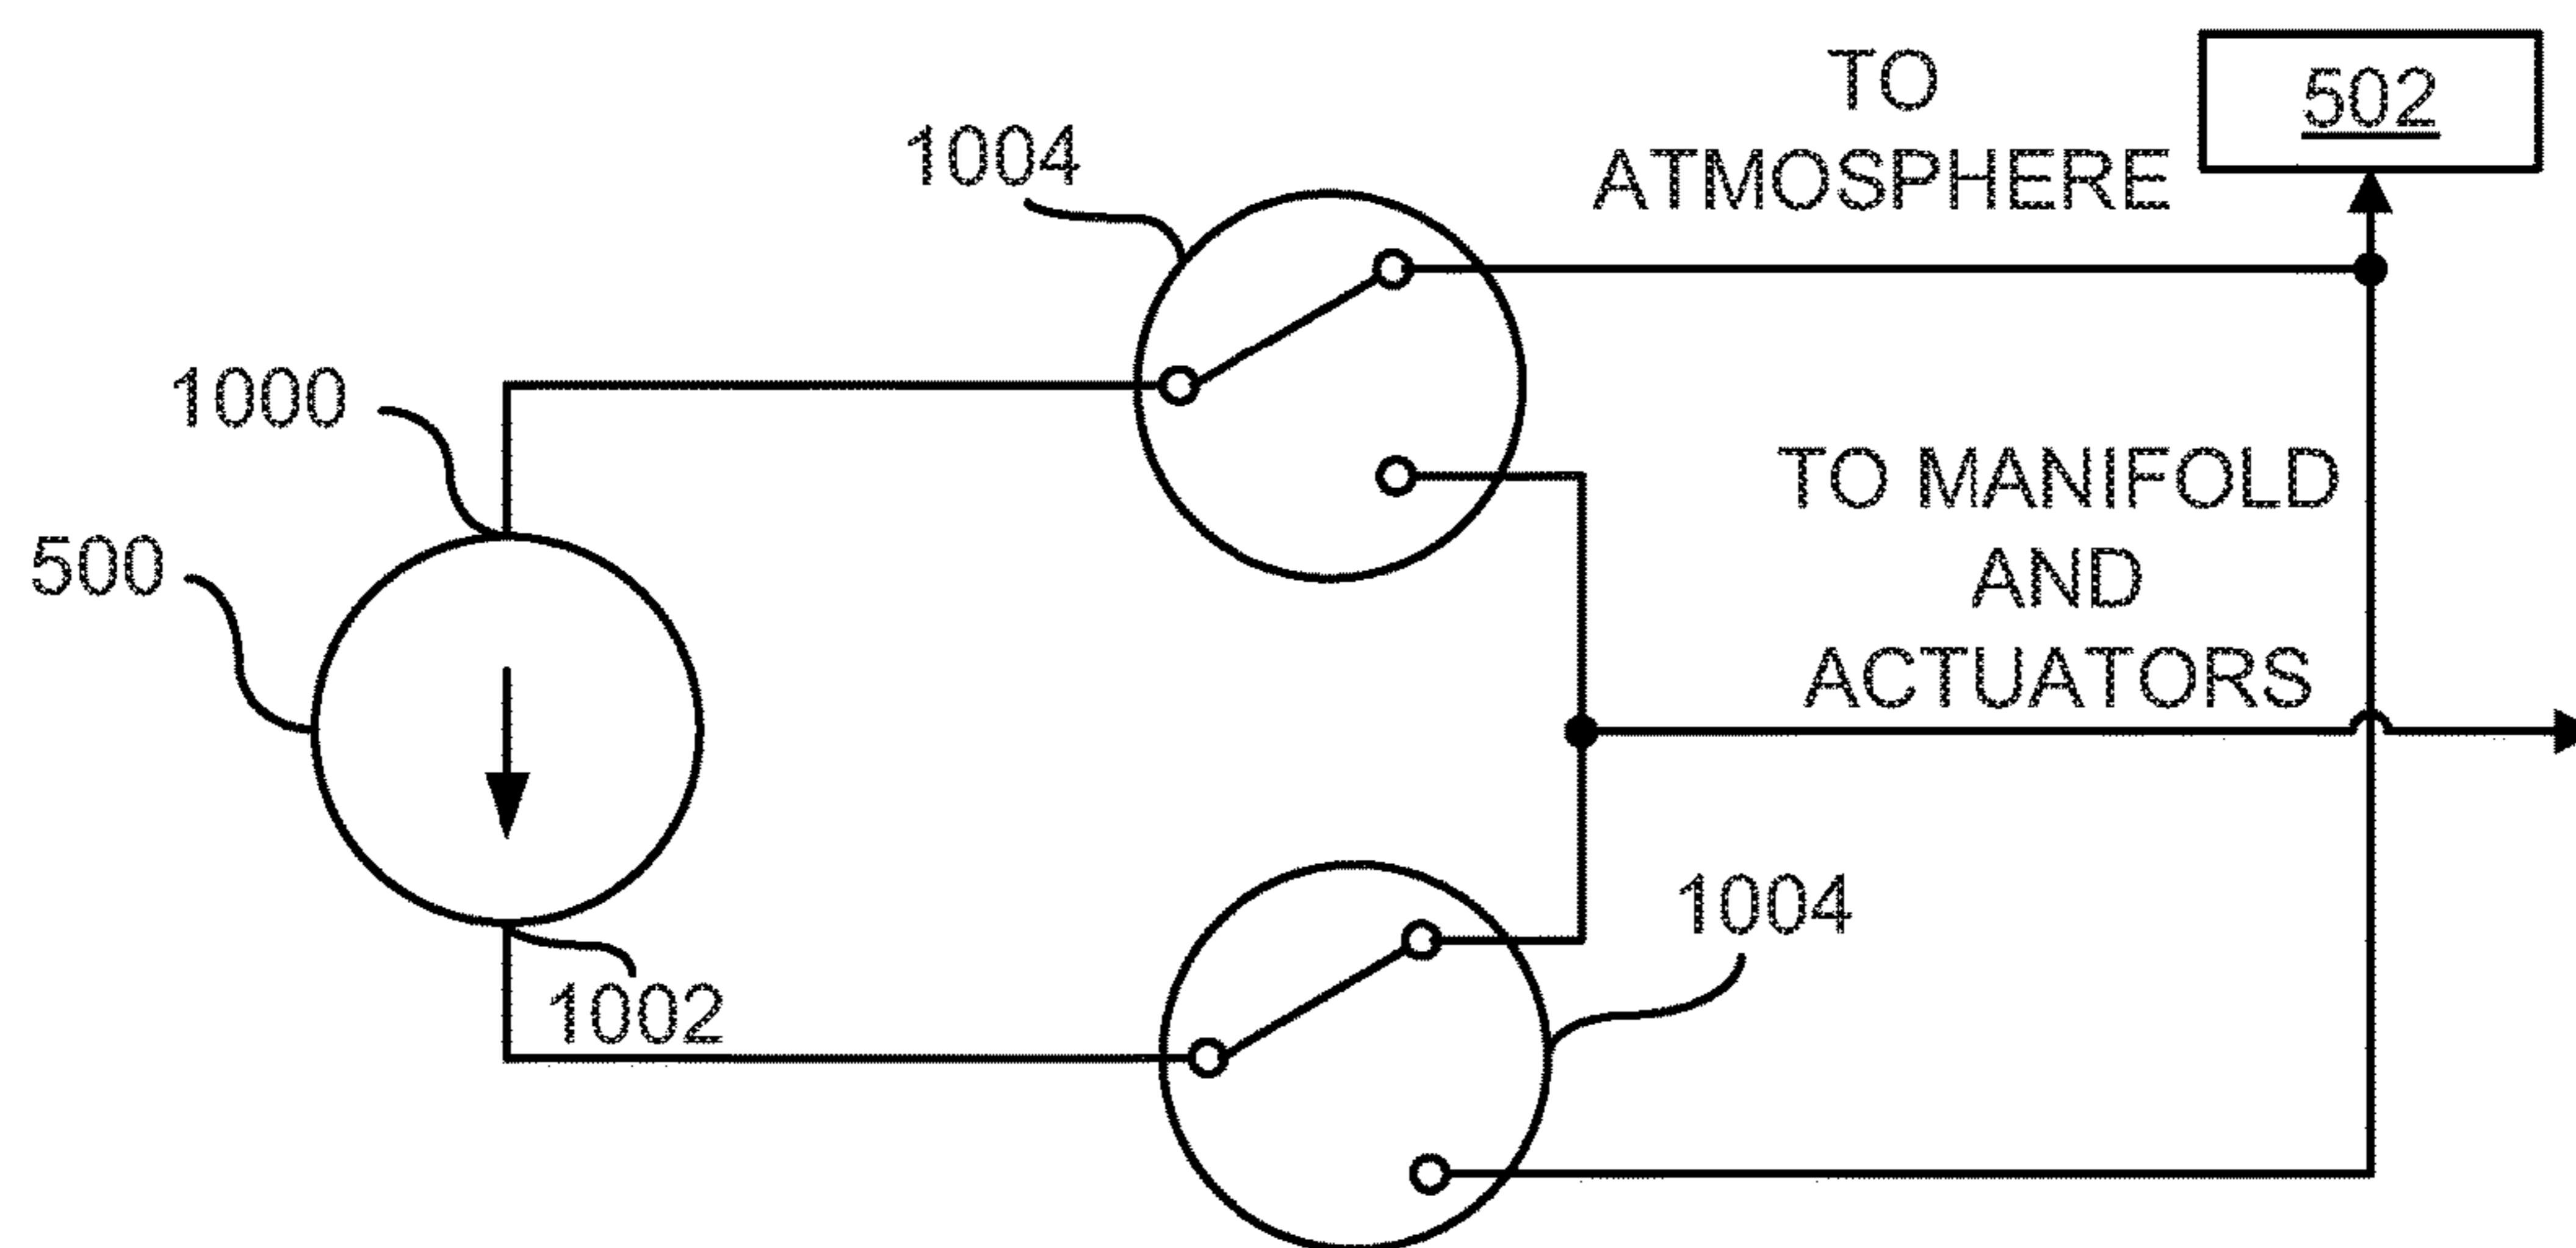 TO
ATMOSPHERE
502
1004
1000
500
TO MANIFOLD
AND
ACTUATORS
1004
1002